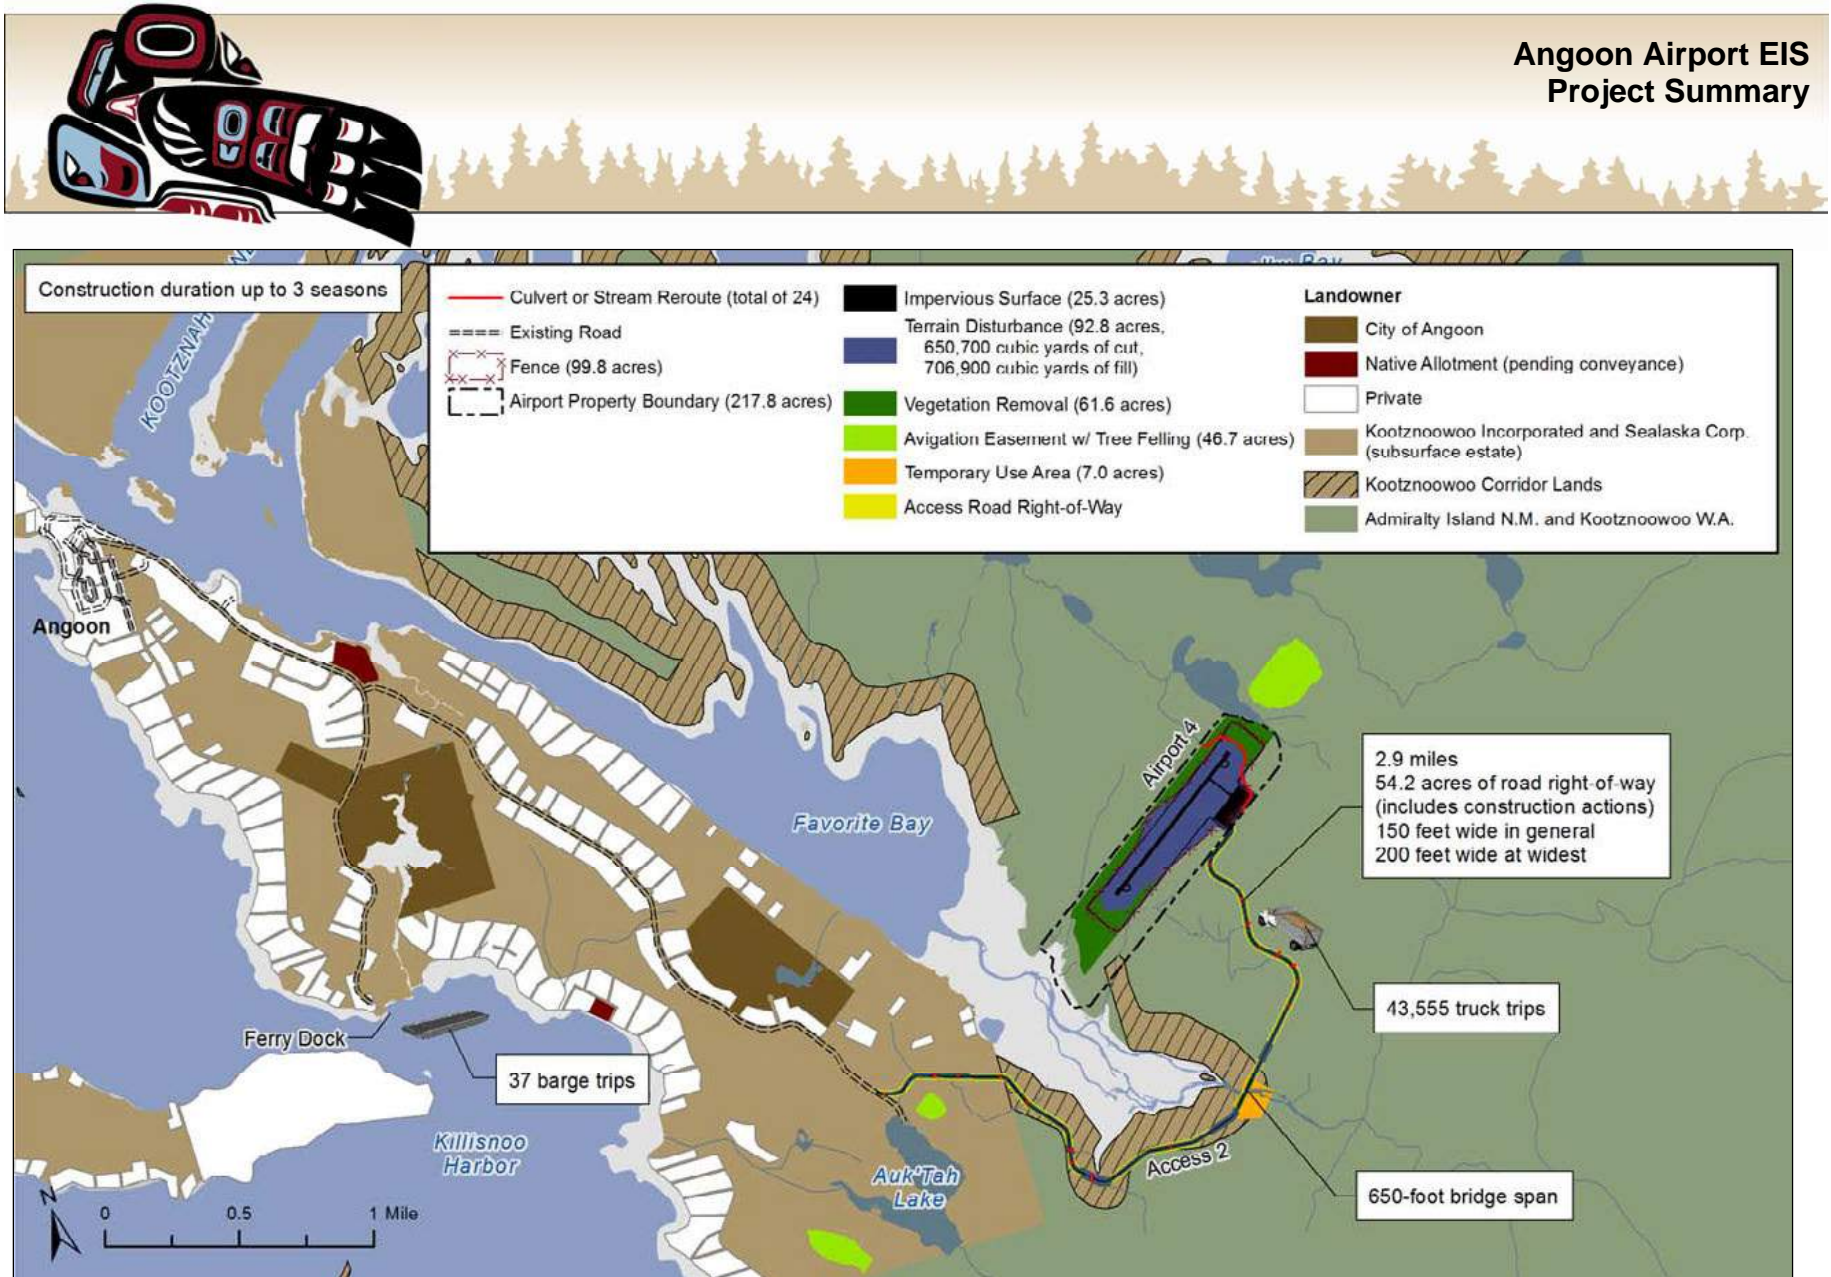 Angoon Airport EIS
Project Summary
Construction duration up to 3 seasons
Culvert or Stream Reroute (total of 24)
Existing Road
Fence (99.8 acres)
Airport Property Boundary (217.8 acres)
Impervious Surface (25.3 acres)
Terrain Disturbance (92.8 acres,
650,700 cubic yards of cut,
706,900 cubic yards of fill)
Vegetation Removal (61.6 acres)
Avigation Easement w/ Tree Felling (46.7 acres)
Temporary Use Area (7.0 acres)
Access Road Right-of-Way
Landowner
City of Angoon
Native Allotment (pending conveyance)
Private
Kootznoowoo Incorporated and Sealaska Corp.
(subsurface estate)
Kootznoowoo Corridor Lands
Admiralty Island N.M. and Kootznoowoo W.A.
KOOTZNAH
Bay
Angoon
Airport 4
Favorite Bay
2.9 miles
54.2 acres of road right-of-way
(includes construction actions)
150 feet wide in general
200 feet wide at widest
43,555 truck trips
Ferry Dock
37 barge trips
Killisnoo
Harbor
Auk'Tah
Lake
Access 2
650-foot bridge span
N
0 0.5 1 Mile